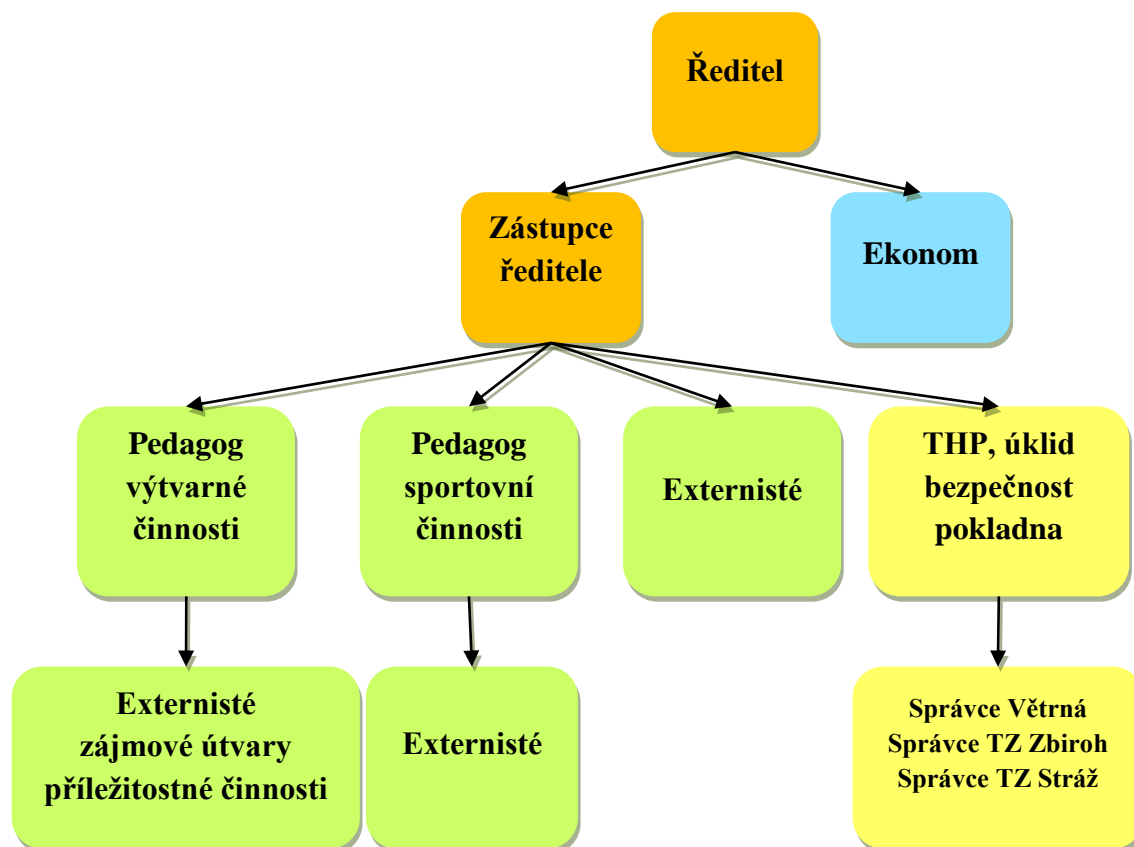 Ředitel
Zástupce
ředitele
Ekonom
Pedagog
výtvarné
činnosti
Pedagog
sportovní
činnosti
Externisté
THP, úklid
bezpečnost
pokladna
Externisté
zájmové útvary
příležitostné činnosti
Externisté
Správce Větrná
Správce TZ Zbiroh
Správce TZ Stráž